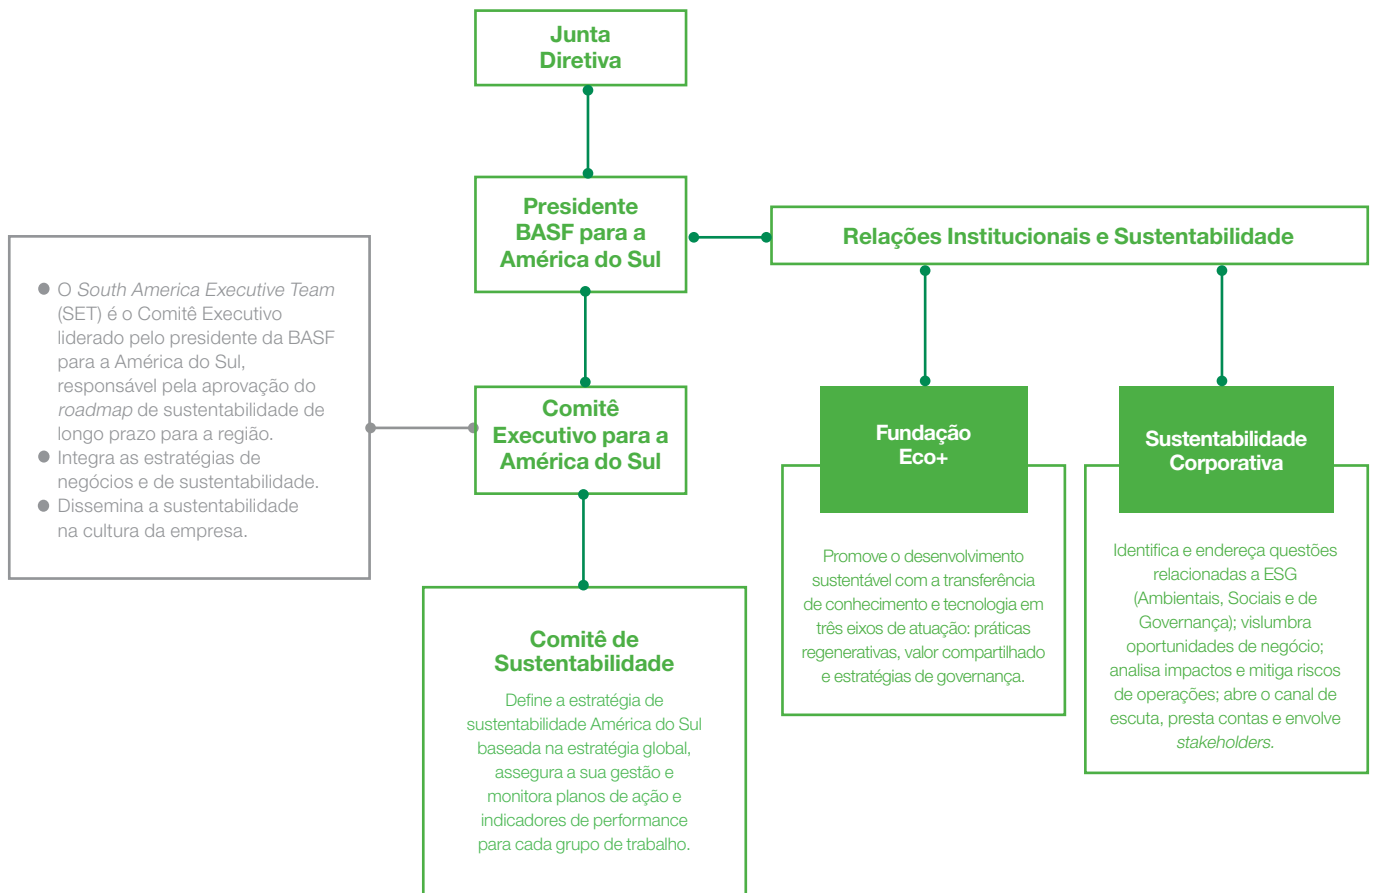 Junta
Diretiva
Presidente
BASF para a
América do Sul
Relações Institucionais e Sustentabilidade
● O South America Executive Team
(SET) é o Comitê Executivo
liderado pelo presidente da BASF
para a América do Sul,
responsável pela aprovação do
roadmap de sustentabilidade de
longo prazo para a região.
● Integra as estratégias de
negócios e de sustentabilidade.
● Dissemina a sustentabilidade
na cultura da empresa.
Comitê
Executivo para a
América do Sul
Fundação
Eco+
Promove o desenvolvimento
sustentável com a transferência
de conhecimento e tecnologia em
três eixos de atuação: práticas
regenerativas, valor compartilhado
e estratégias de governança.
Sustentabilidade
Corporativa
Identifica e endereça questões
relacionadas a ESG
(Ambientais, Sociais e de
Governança); vislumbra
oportunidades de negócio;
analisa impactos e mitiga riscos
de operações; abre o canal de
escuta, presta contas e envolve
stakeholders.
Comitê de
Sustentabilidade
Define a estratégia de
sustentabilidade América do Sul
baseada na estratégia global,
assegura a sua gestão e
monitora planos de ação e
indicadores de performance
para cada grupo de trabalho.